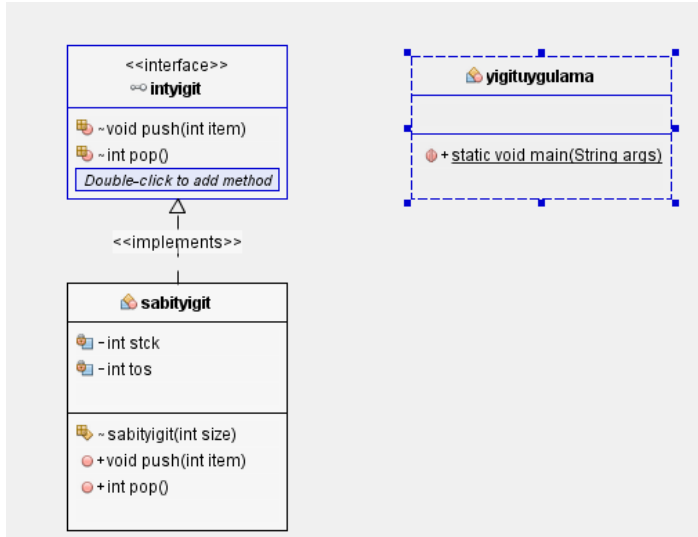 <<interface>>
intyigit
~void push(int item)
~int pop()
Double-click to add method
<<implements>>
sabityigit
-int stck
-int tos
~sabityigit(int size)
+void push(int item)
+int pop()
yigituygulama
+static void main(String args)